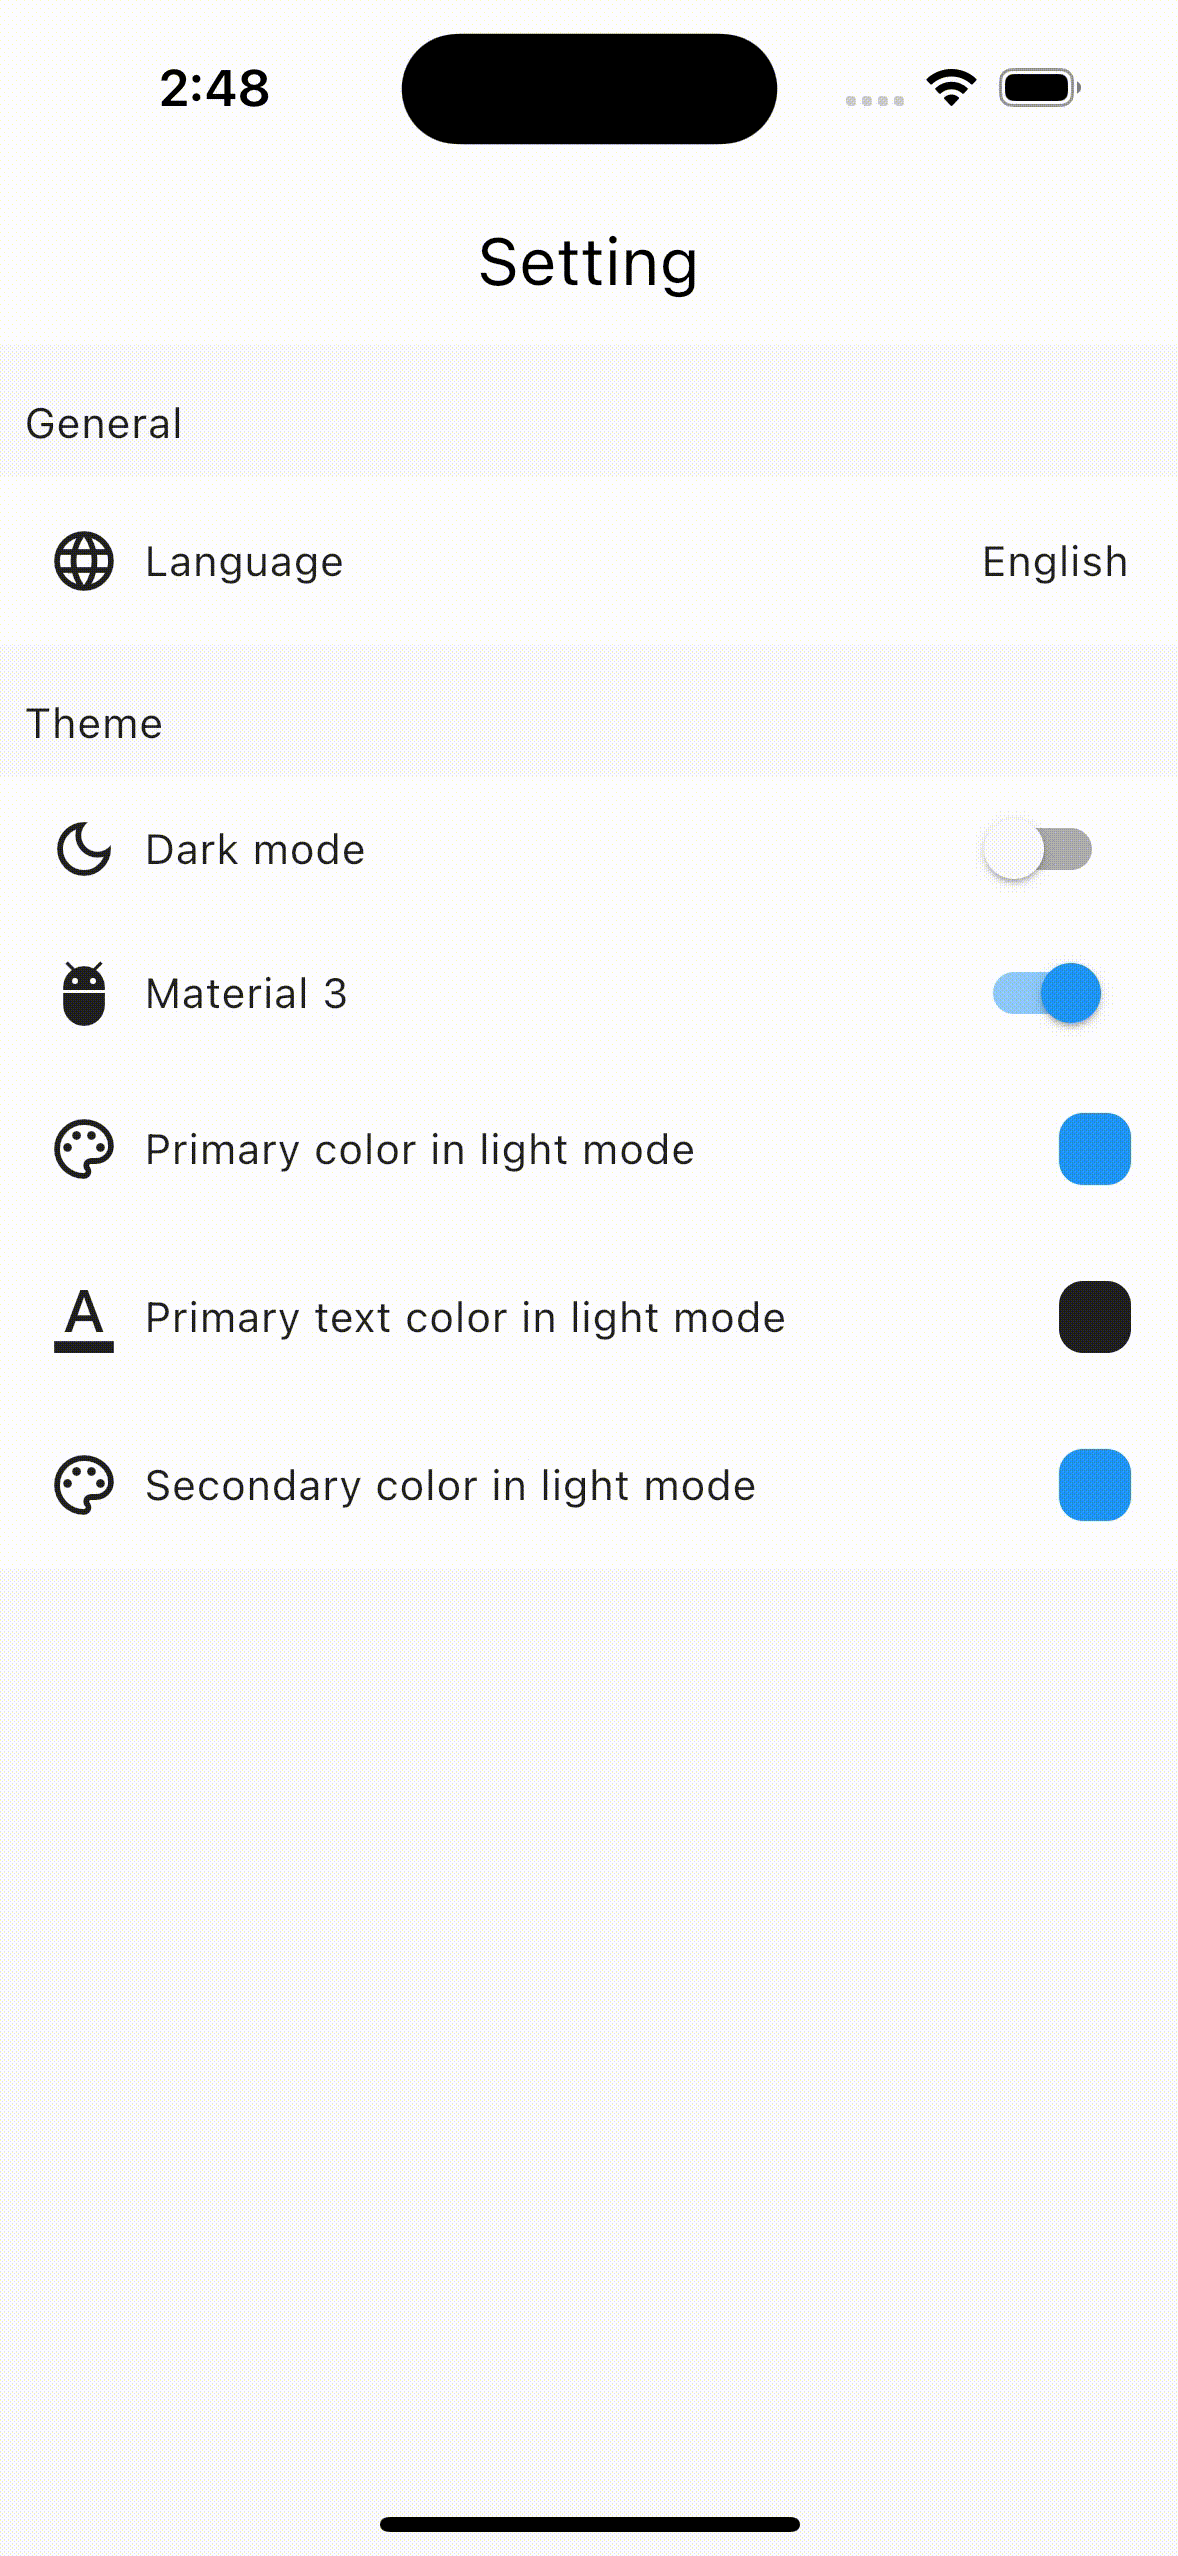 2:48
Setting
General
Language English
Theme
Dark mode
Material 3
Primary color in light mode
Primary text color in light mode
Secondary color in light mode